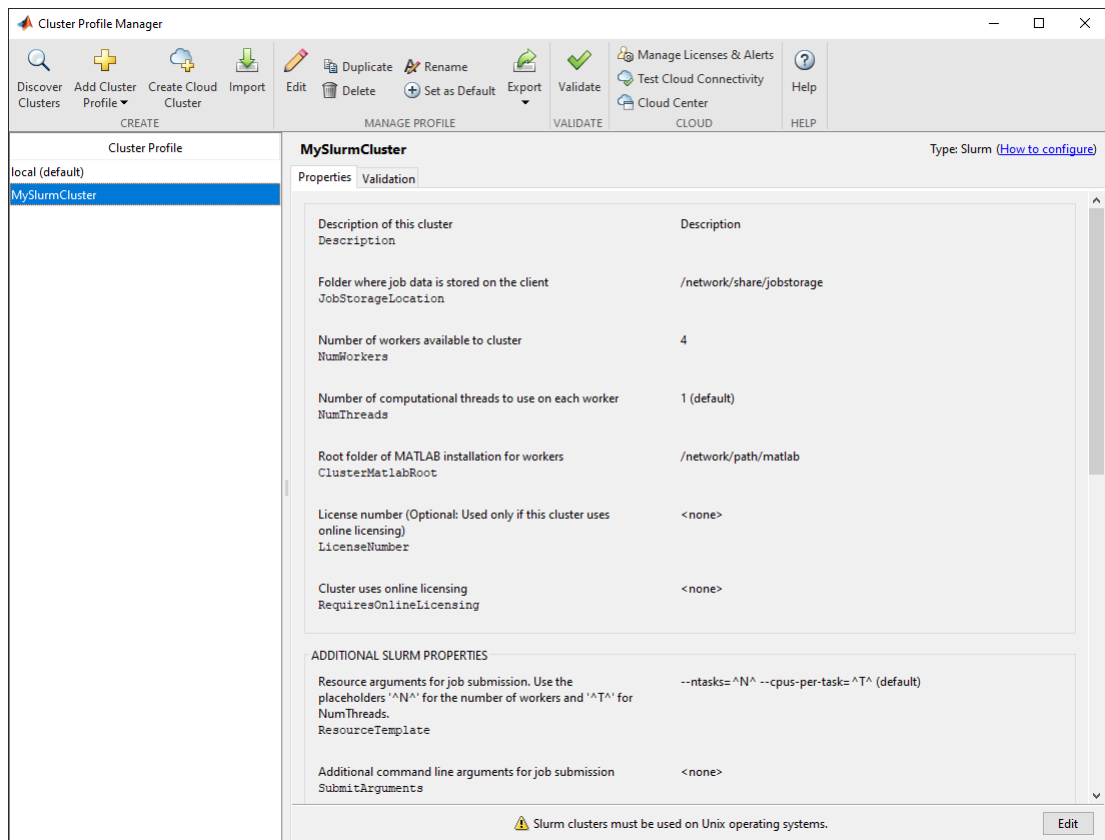 Cluster Profile Manager
Discover Clusters
Add Cluster Profile
Create Cloud Cluster
Import
CREATE
Edit
Duplicate
Delete
Rename
Set as Default
Export
MANAGE PROFILE
Validate
VALIDATE
Manage Licenses & Alerts
Test Cloud Connectivity
Cloud Center
CLOUD
Help
HELP
Cluster Profile
local (default)
MySlurmCluster
MySlurmCluster
Type: Slurm (How to configure)
Properties
Validation
Description of this cluster
Description
Description
Folder where job data is stored on the client
/network/share/jobstorage
JobStorageLocation
Number of workers available to cluster
4
NumWorkers
Number of computational threads to use on each worker
1 (default)
NumThreads
Root folder of MATLAB installation for workers
/network/path/matlab
ClusterMatlabRoot
License number (Optional: Used only if this cluster uses
<none>
online licensing)
LicenseNumber
Cluster uses online licensing
<none>
RequiresOnlineLicensing
ADDITIONAL SLURM PROPERTIES
Resource arguments for job submission. Use the
--ntasks=^N^ --cpus-per-task=^T^ (default)
placeholders '^N^' for the number of workers and '^T^' for
NumThreads.
ResourceTemplate
Additional command line arguments for job submission
<none>
SubmitArguments
Slurm clusters must be used on Unix operating systems.
Edit